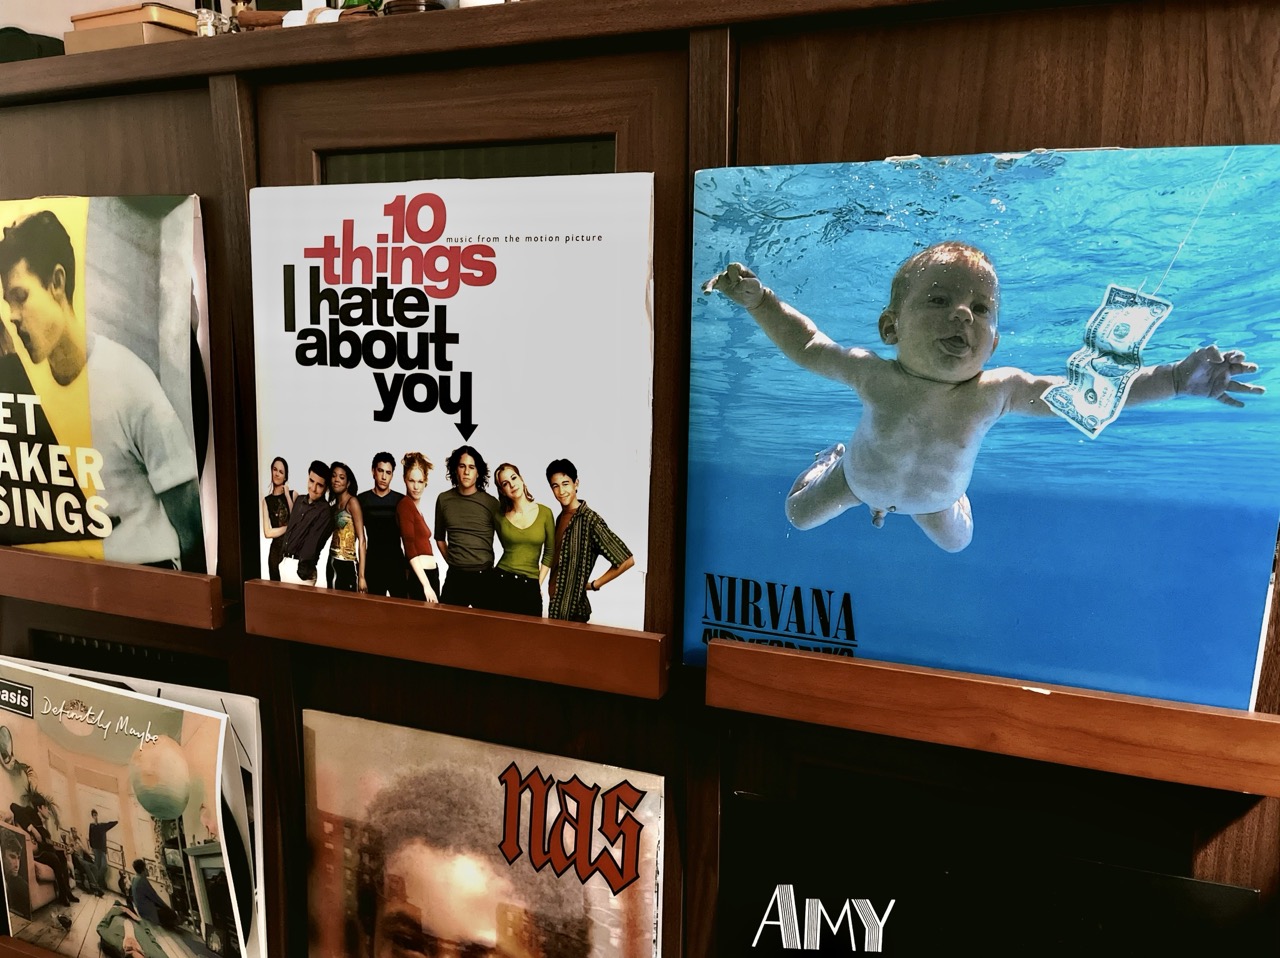 ET
AKER
SINGS
10
things
music from the motion picture
I hate
about
you
NIRVANA
oasis
Definitely Maybe
nas
AMY